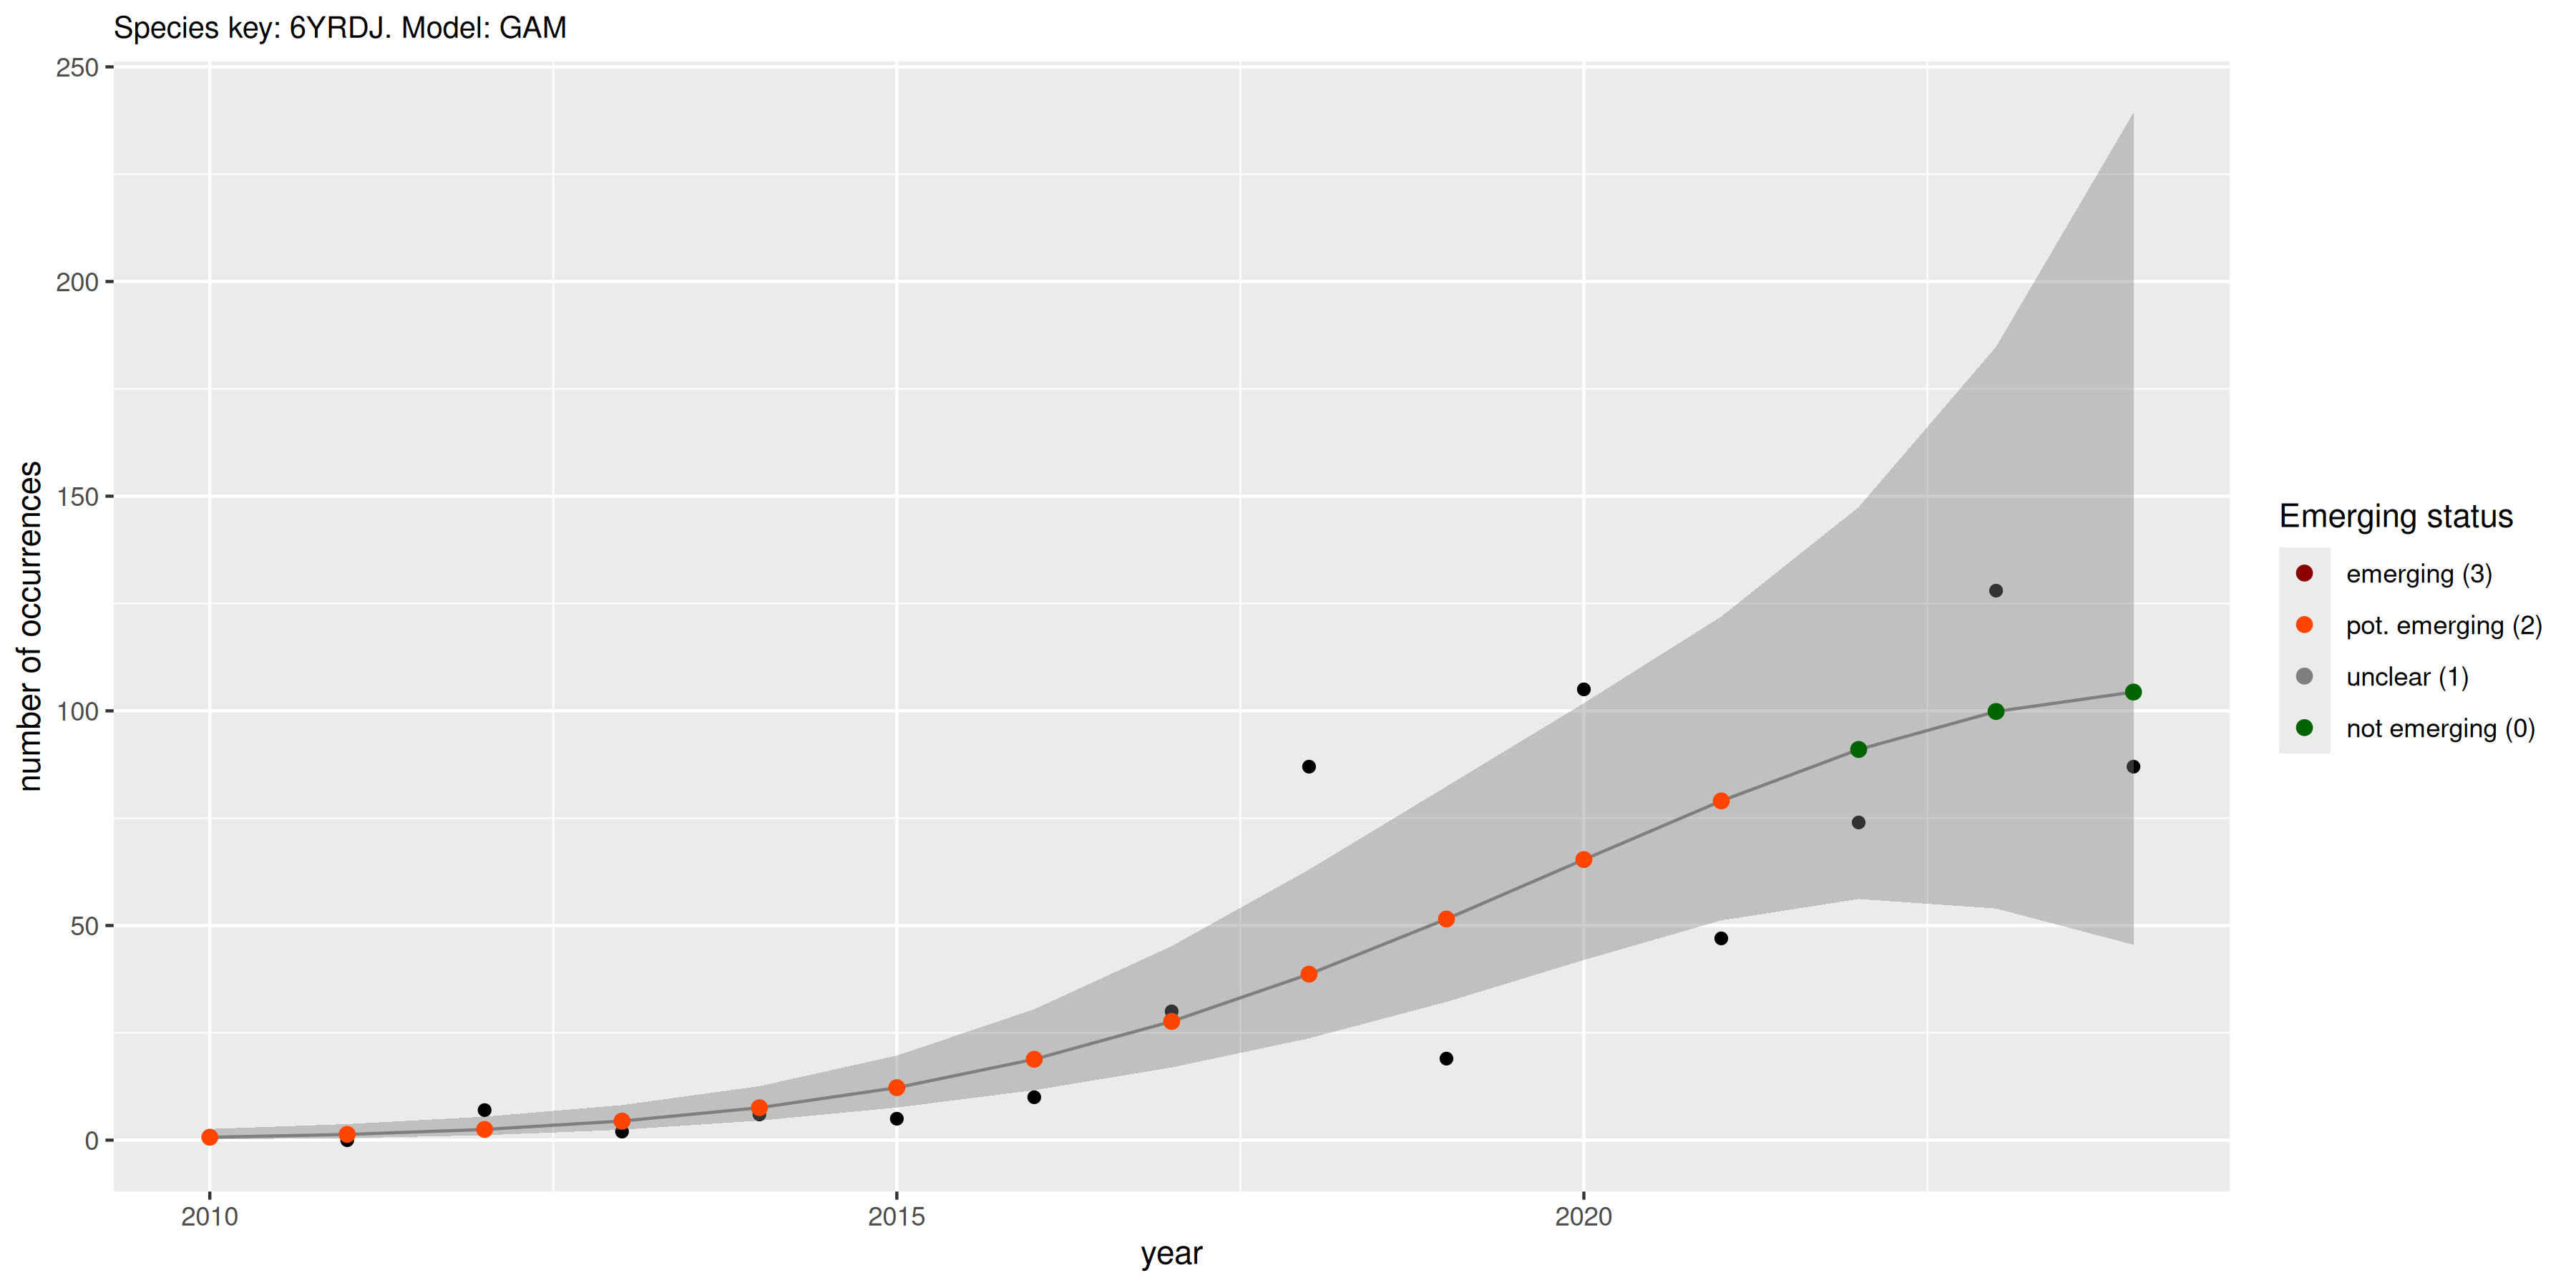 Species key: 6YRDJ. Model: GAM
250
200
150
100
50
0
number of occurrences
2010
2015
2020
year
Emerging status
emerging (3)
pot. emerging (2)
unclear (1)
not emerging (0)